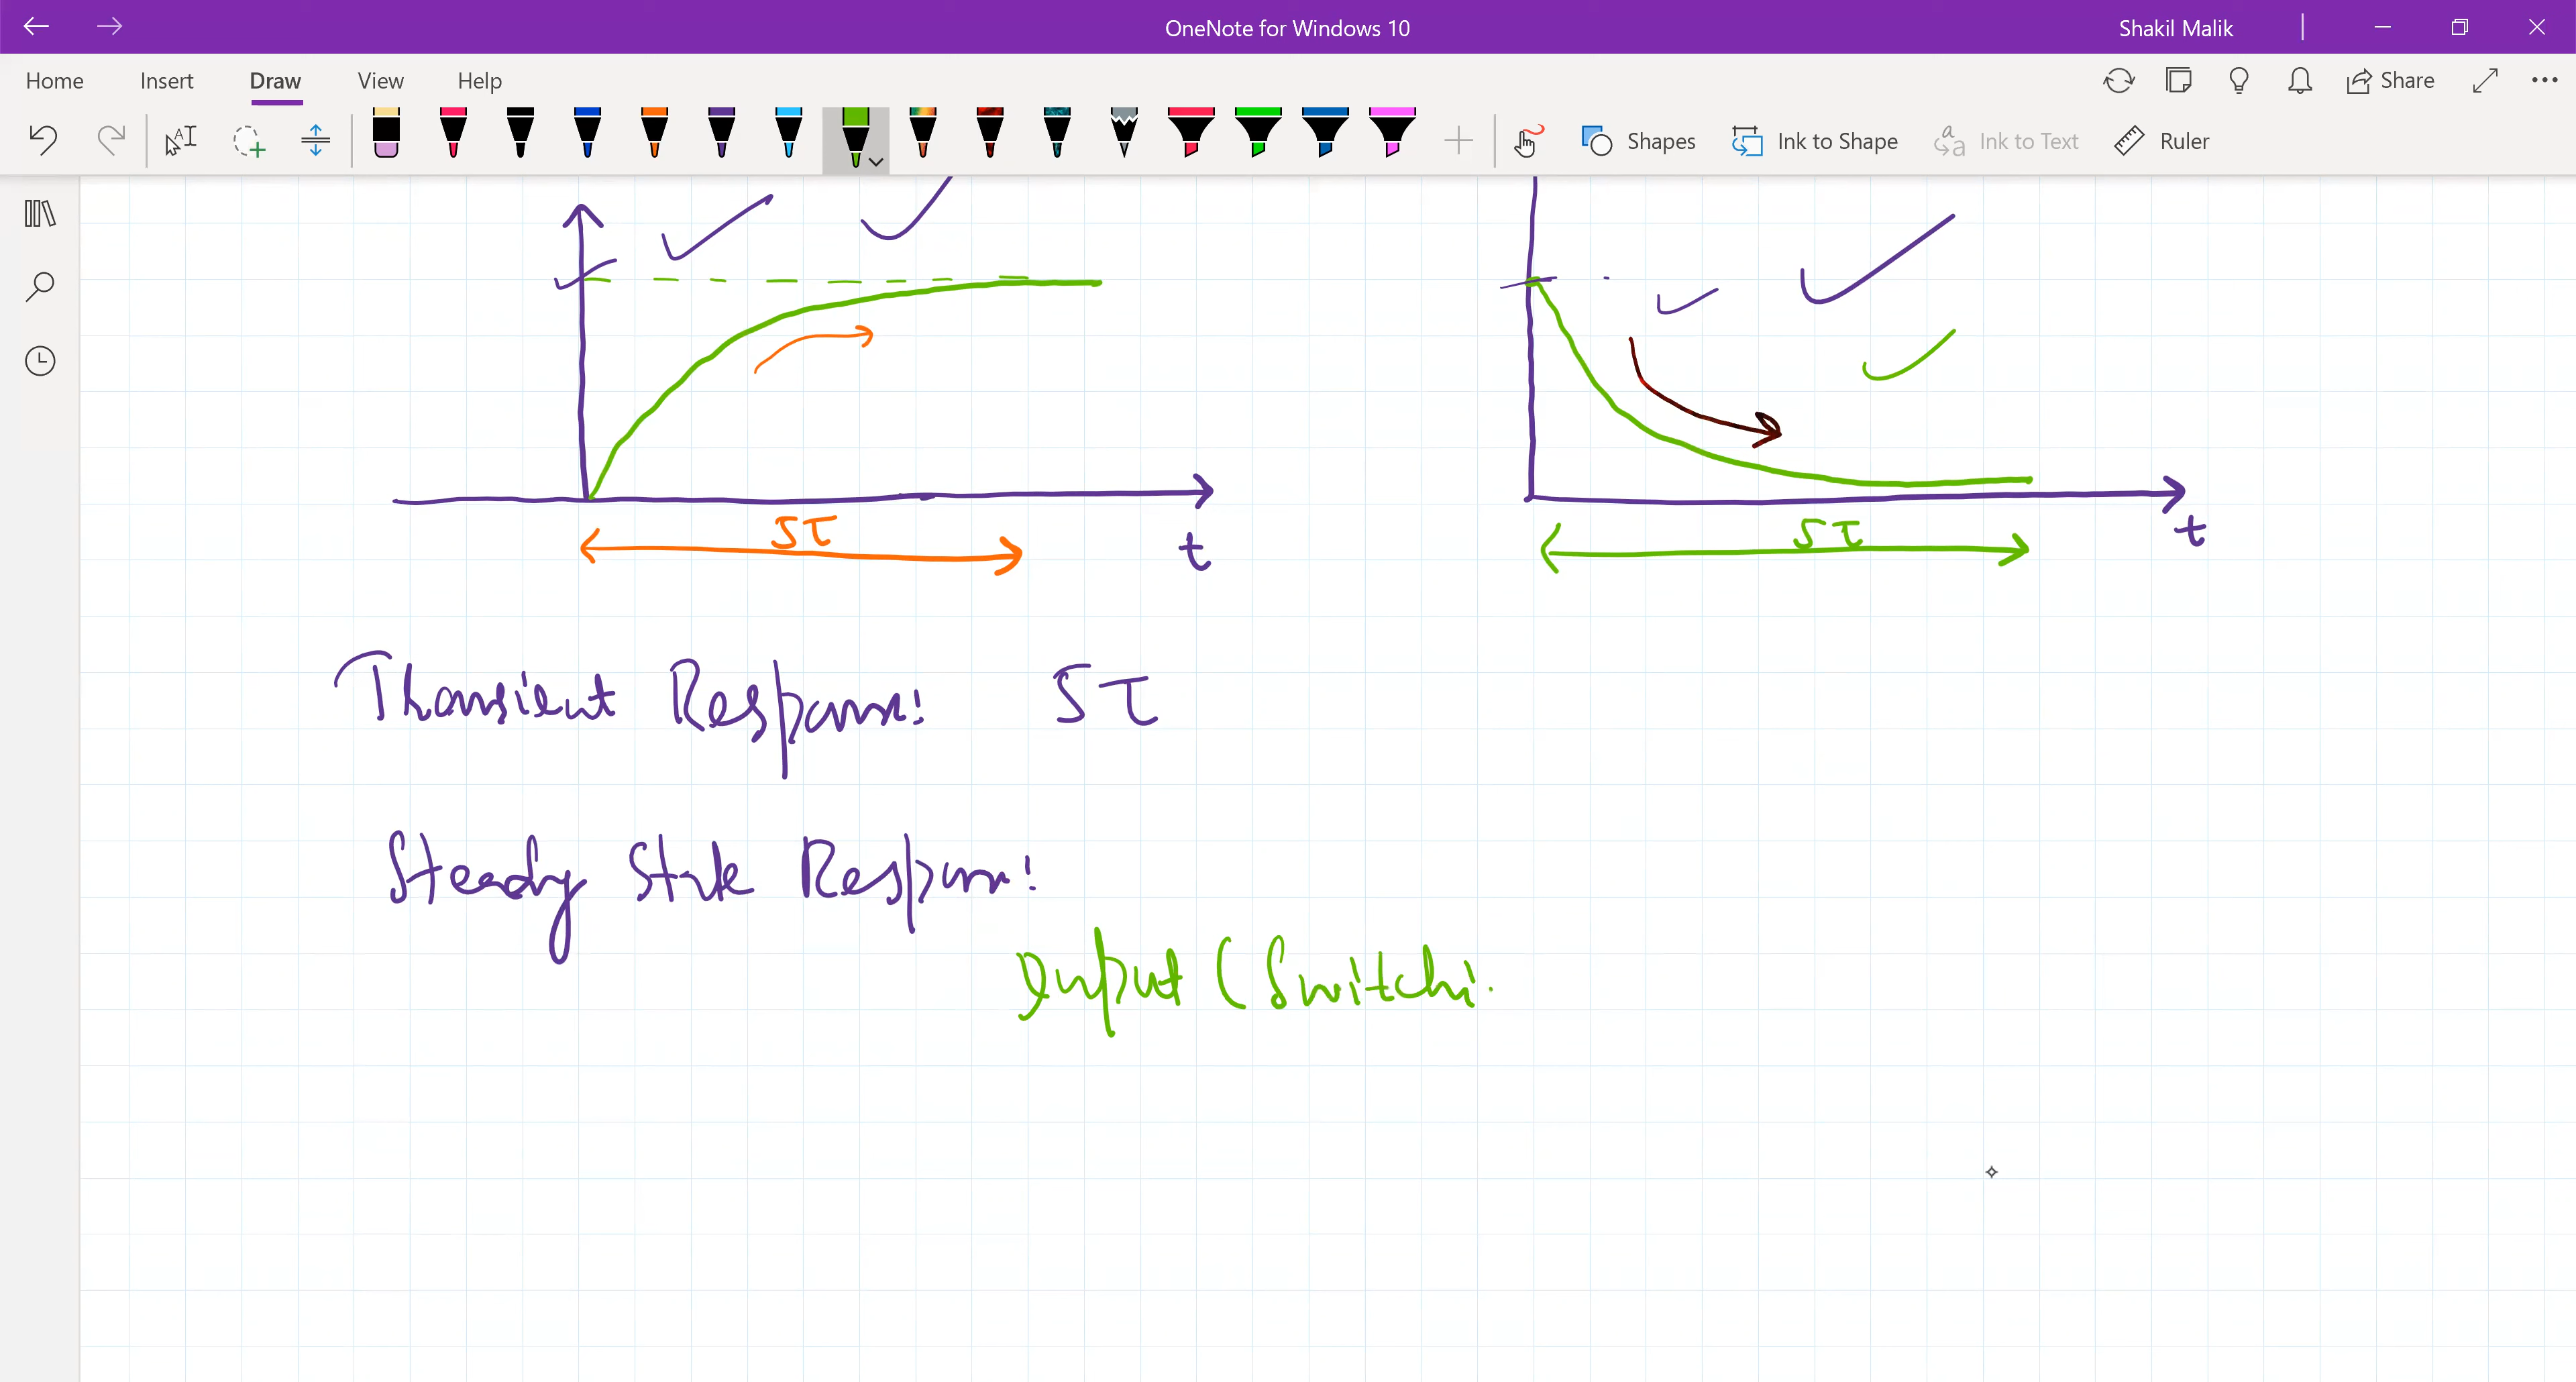 OneNote for Windows 10
Shakil Malik
Home Insert Draw View Help
Share
Shapes Ink to Shape Ink to Text Ruler
5τ
t
5τ
t
Transient Response: 5τ
Steady State Response:
Input (Switchi